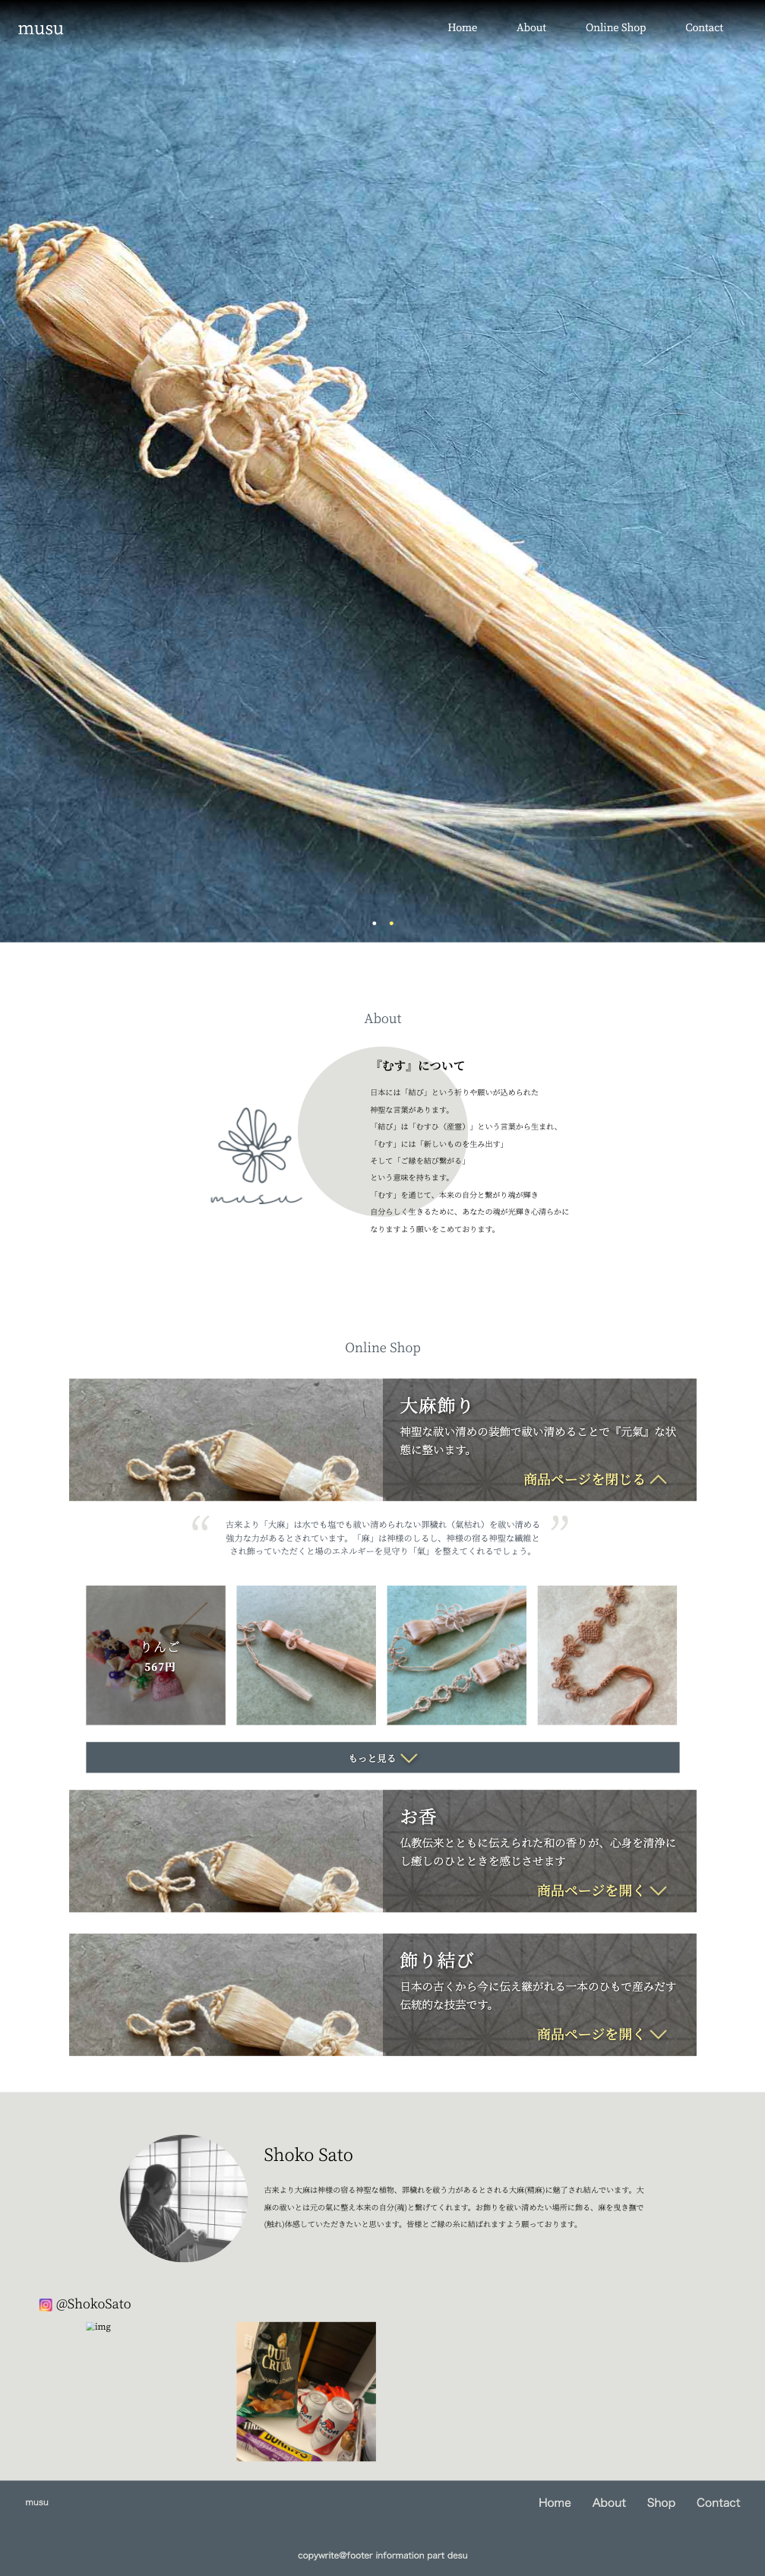 musu
Home About Online Shop Contact
About
musu
『むす』について
日本には「結び」という祈りや願いが込められた
神聖な言葉があります。
「結び」は「むすひ（産霊）」という言葉から生まれ、
「むす」には「新しいものを生み出す」
そして「ご縁を結び繋がる」
という意味を持ちます。
「むす」を通じて、本来の自分と繋がり魂が輝き
自分らしく生きるために、あなたの魂が光輝き心清らかに
なりますよう願いをこめております。
Online Shop
大麻飾り
神聖な祓い清めの装飾で祓い清めることで『元氣』な状
態に整います。
商品ページを閉じる
“ 古来より「大麻」は水でも塩でも祓い清められない罪穢れ（氣枯れ）を祓い清める ”
強力な力があるとされています。「麻」は神様のしるし、神様の宿る神聖な繊維と
され飾っていただくと場のエネルギーを見守り「氣」を整えてくれるでしょう。
りんご
567円
もっと見る
お香
仏教伝来とともに伝えられた和の香りが、心身を清浄に
し癒しのひとときを感じさせます
商品ページを開く
飾り結び
日本の古くから今に伝え継がれる一本のひもで産みだす
伝統的な技芸です。
商品ページを開く
Shoko Sato
古来より大麻は神様の宿る神聖な植物、罪穢れを祓う力があるとされる大麻(精麻)に魅了され結んでいます。大
麻の祓いとは元の氣に整え本来の自分(魂)と繋げてくれます。お飾りを祓い清めたい場所に飾る、麻を曳き撫で
(触れ)体感していただきたいと思います。皆様とご縁の糸に結ばれますよう願っております。
@ShokoSato
img
musu
Home About Shop Contact
copywrite@footer information part desu